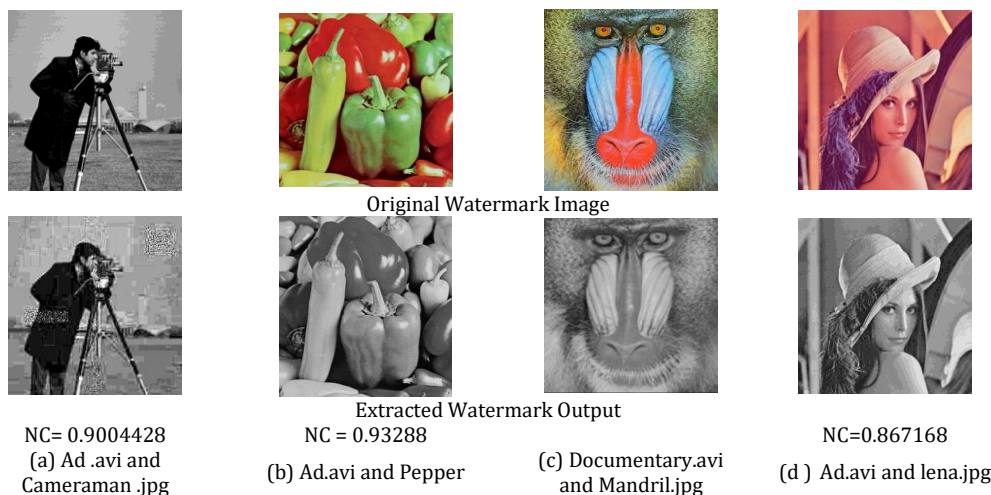 Original Watermark Image
Extracted Watermark Output
NC= 0.9004428
(a) Ad .avi and
Cameraman .jpg
NC = 0.93288
(b) Ad.avi and Pepper
(c) Documentary.avi
and Mandril.jpg
NC=0.867168
(d ) Ad.avi and lena.jpg